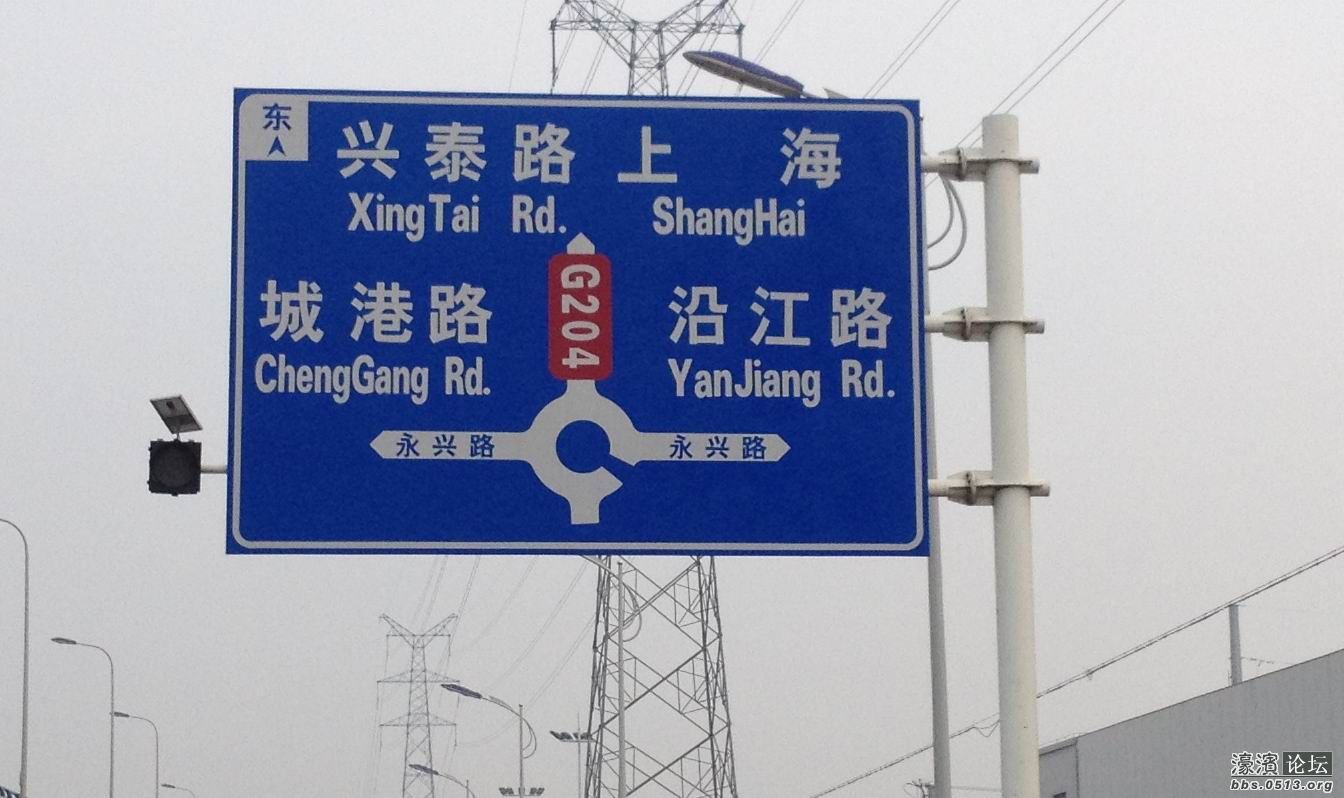 东
兴泰路 上海
XingTai Rd. ShangHai
G204
城港路 沿江路
ChengGang Rd. YanJiang Rd.
永兴路 永兴路
濠滨论坛
bbs.0513.org